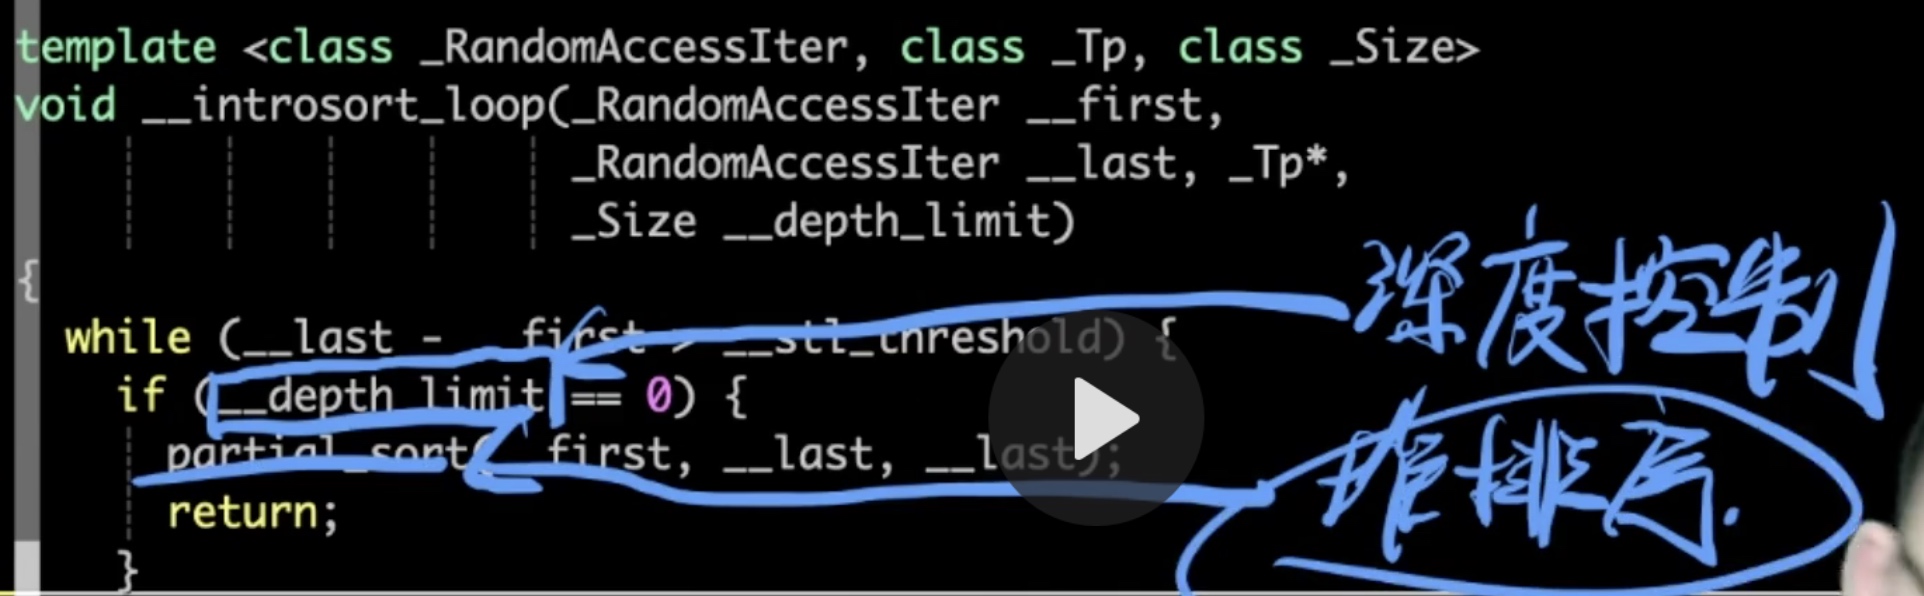 template <class _RandomAccessIter, class _Tp, class _Size>
void __introsort_loop(_RandomAccessIter __first,
_RandomAccessIter __last, _Tp*,
_Size __depth_limit)
{
深度控制
while (__last - __first > __stl_threshold) {
if (__depth_limit == 0) {
partial_sort(__first, __last, __last);
堆排序.
return;
}